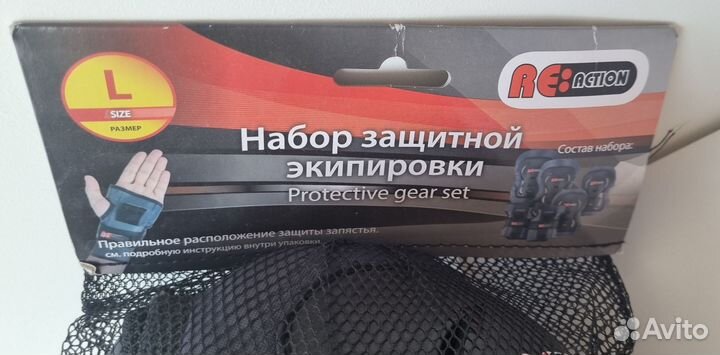 L
SIZE
РАЗМЕР
RE:ACTION
Набор защитной
экипировки
Protective gear set
Состав набора:
Правильное расположение защиты запястья.
см. подробную инструкцию внутри упаковки.
Avito